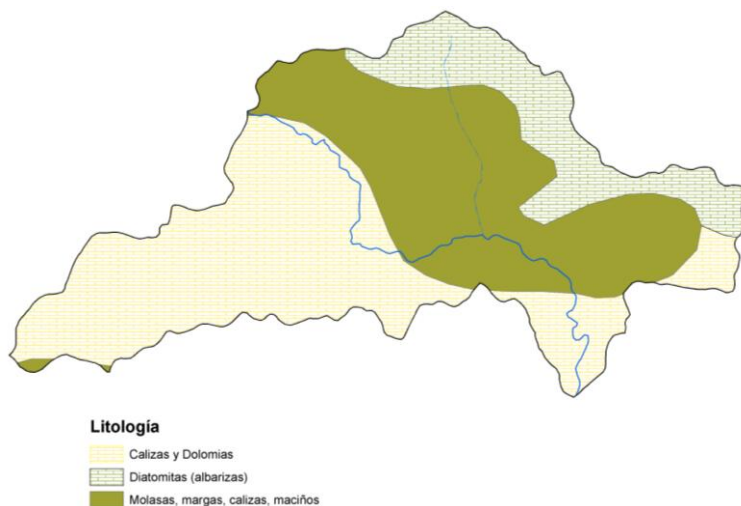 Litología
Calizas y Dolomias
Diatomitas (albarizas)
Molasas, margas, calizas, maciños